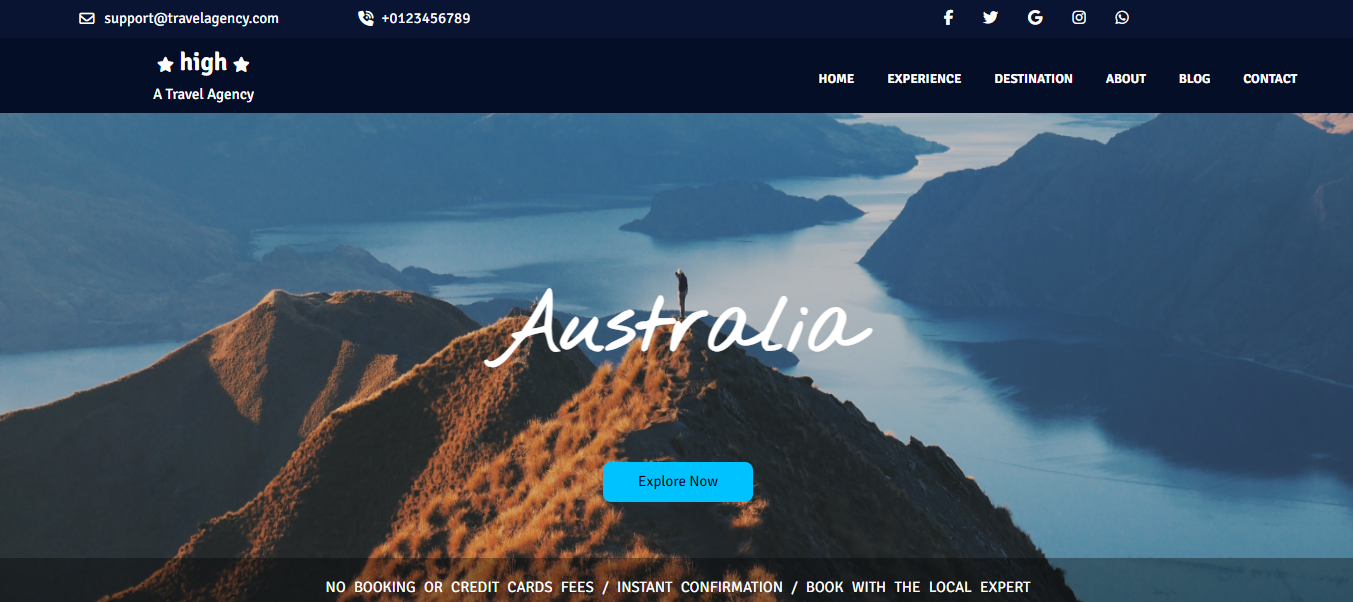 support@travelagency.com +0123456789
high
A Travel Agency
HOME EXPERIENCE DESTINATION ABOUT BLOG CONTACT
Australia
Explore Now
NO BOOKING OR CREDIT CARDS FEES / INSTANT CONFIRMATION / BOOK WITH THE LOCAL EXPERT